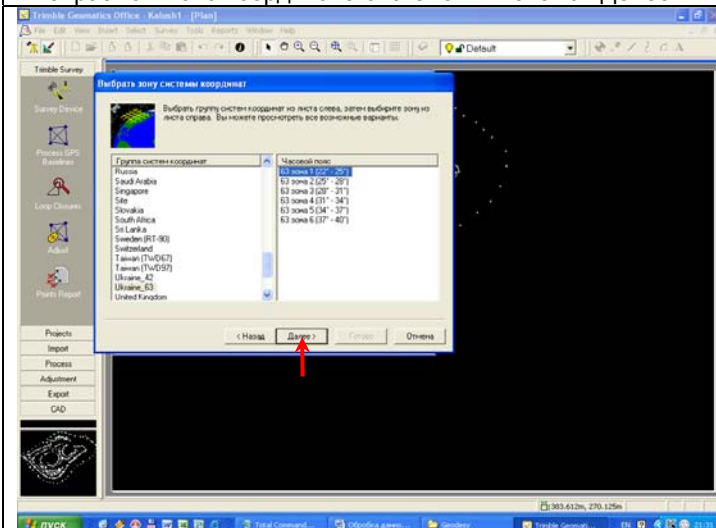 Trimble Geomatics Office - Kalush1 - [Plan]
File Edit View Insert Select Survey Tools Reports Window Help
Default
Trimble Survey
Survey Device
Process GPS
Baselines
Loop Closures
Adjust
Points Report
Projects
Import
Process
Adjustment
Export
CAD
Выбрать зону системы координат
Выбрать группу систем координат из листа слева, затем выберите зону из
листа справа. Вы можете просмотреть все возможные варианты.
Группа систем координат
Russia
Saudi Arabia
Singapore
Site
Slovakia
South Africa
Sri Lanka
Sweden (RT-90)
Switzerland
Taiwan (TWD67)
Taiwan (TWD97)
Ukraine_42
Ukraine_63
United Kingdom
Часовой пояс
63 зона 1 (22° - 25°)
63 зона 2 (25° - 28°)
63 зона 3 (28° - 31°)
63 зона 4 (31° - 34°)
63 зона 5 (34° - 37°)
63 зона 6 (37° - 40°)
< Назад
Далее >
Готово
Отмена
303.612m, 270.125m
пуск
Total Command...
Обробка даних...
Geodesy
Trimble Geomati...
EN